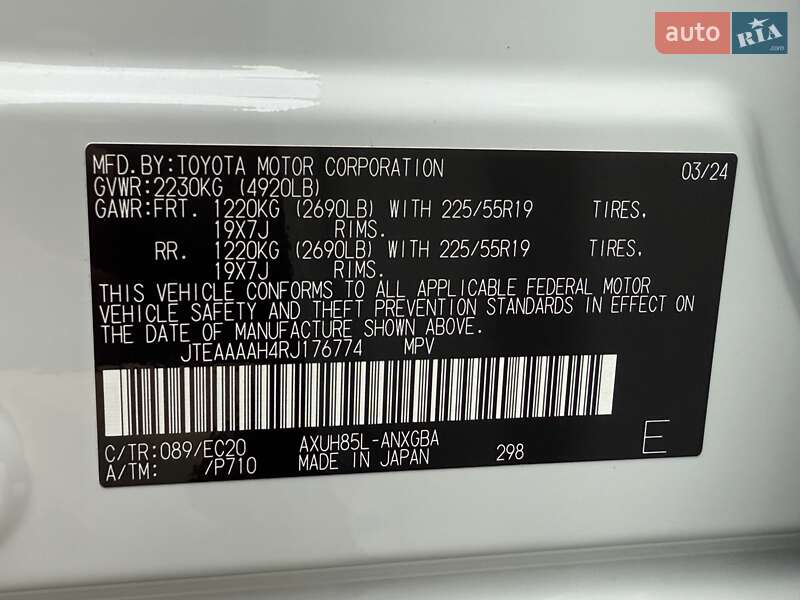 auto RIA.com
MFD.BY:TOYOTA MOTOR CORPORATION 03/24
GVWR:2230KG (4920LB)
GAWR:FRT. 1220KG (2690LB) WITH 225/55R19 TIRES,
19X7J RIMS.
RR. 1220KG (2690LB) WITH 225/55R19 TIRES,
19X7J RIMS.
THIS VEHICLE CONFORMS TO ALL APPLICABLE FEDERAL MOTOR
VEHICLE SAFETY AND THEFT PREVENTION STANDARDS IN EFFECT ON
THE DATE OF MANUFACTURE SHOWN ABOVE.
JTEAAAAH4RJ176774 MPV
C/TR:089/EC20 AXUH85L-ANXGBA 298 E
A/TM: /P710 MADE IN JAPAN